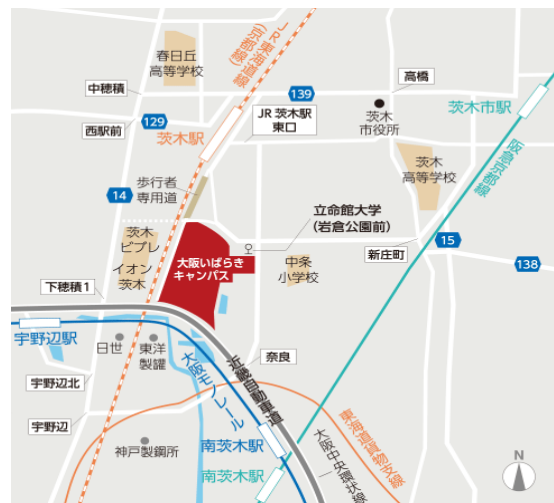 春日丘
高等学校
JR東海道線
(京都線)
中穂積
139
高橋
茨木市駅
西駅前
129
茨木駅
JR 茨木駅
東口
茨木
市役所
阪急京都線
茨木
高等学校
歩行者
専用道
14
立命館大学
(岩倉公園前)
茨木
ビブレ
イオン
茨木
大阪いばらき
キャンパス
中条
小学校
新庄町
15
138
下穂積1
宇野辺駅
日世
東洋
製罐
奈良
近畿自動車道
大阪モノレール
宇野辺北
宇野辺
東海道貨物支線
神戸製鋼所
南茨木駅
大阪中央環状線
南茨木駅
N